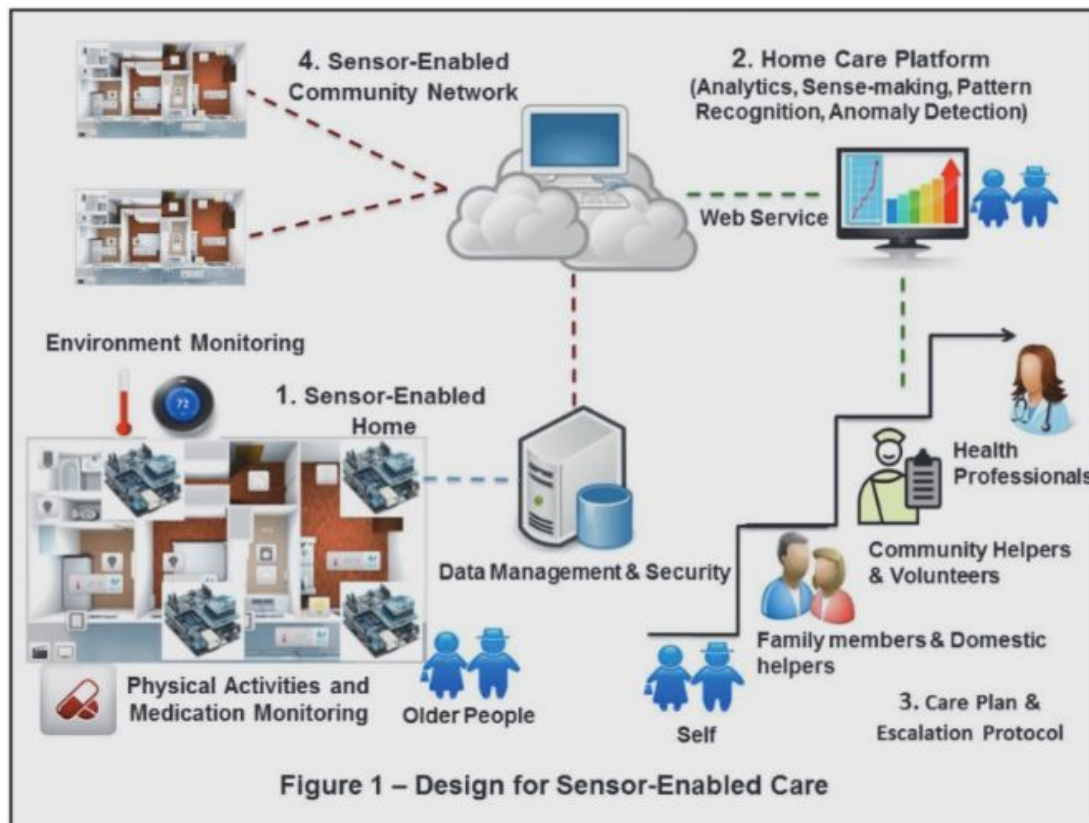 4. Sensor-Enabled
Community Network
2. Home Care Platform
(Analytics, Sense-making, Pattern
Recognition, Anomaly Detection)
Web Service
Environment Monitoring
72
1. Sensor-Enabled
Home
Data Management & Security
Health
Professionals
Community Helpers
& Volunteers
Family members & Domestic
helpers
Physical Activities and
Medication Monitoring
Older People
Self
3. Care Plan &
Escalation Protocol
Figure 1 – Design for Sensor-Enabled Care